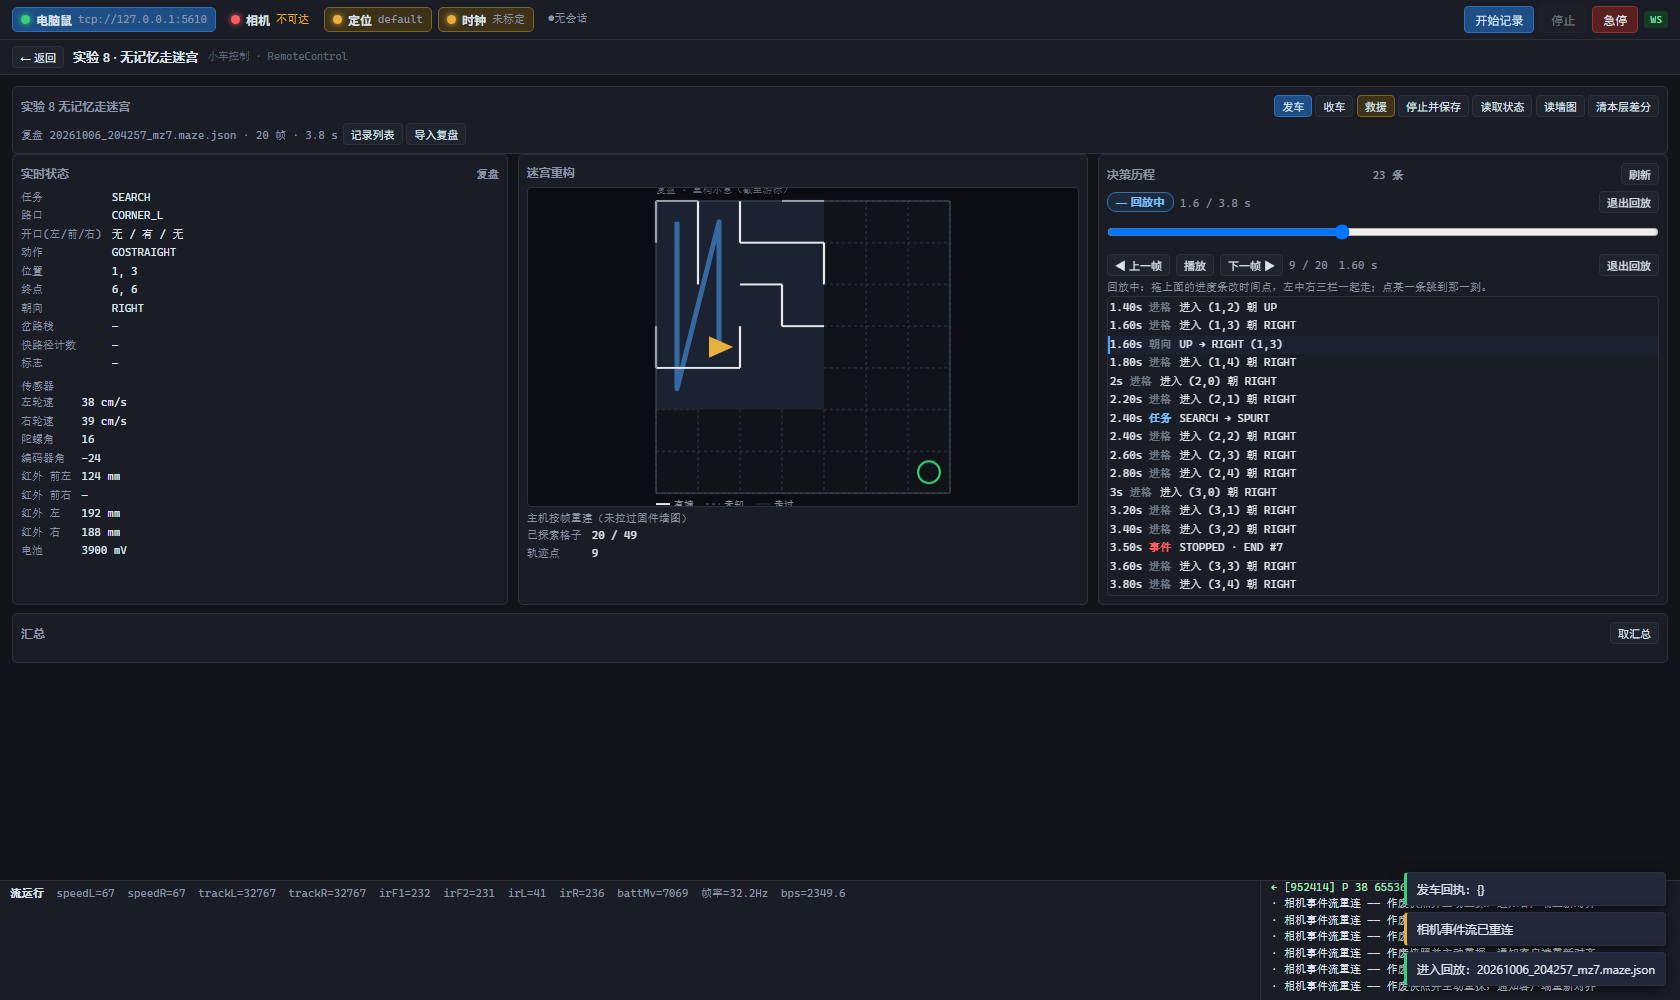 电脑鼠 tcp://127.0.0.1:5610 相机 不可达 定位 default 时钟 未标定 无会话 开始记录 停止 急停 WS
←返回 实验 8 · 无记忆走迷宫 小车控制 · RemoteControl
实验 8 无记忆走迷宫 发车 收车 救援 停止并保存 读取状态 读墙图 清本层差分
复盘 20261006_204257_mz7.maze.json · 20 帧 · 3.8 s 记录列表 导入复盘
实时状态 复盘
任务 SEARCH
路口 CORNER_L
开口(左/前/右) 无 / 有 / 无
动作 GOSTRAIGHT
位置 1, 3
终点 6, 6
朝向 RIGHT
岔路栈 —
快路径计数 —
标志 —
传感器
左轮速 38 cm/s
右轮速 39 cm/s
陀螺角 16
编码器角 −24
红外 前左 124 mm
红外 前右 —
红外 左 192 mm
红外 右 188 mm
电池 3900 mV
迷宫重构
主机按帧重建（未拉过固件墙图）
已探索格子 20 / 49
轨迹点 9
决策历程 23 条 刷新
— 回放中 1.6 / 3.8 s 退出回放
◀ 上一帧 播放 下一帧 ▶ 9 / 20 1.60 s 退出回放
回放中: 拖上面的进度条改时间点，左中右三栏一起走; 点某一条跳到那一刻。
1.40s 进格 进入 (1,2) 朝 UP
1.60s 进格 进入 (1,3) 朝 RIGHT
1.60s 朝向 UP → RIGHT (1,3)
1.80s 进格 进入 (1,4) 朝 RIGHT
2s 进格 进入 (2,0) 朝 RIGHT
2.20s 进格 进入 (2,1) 朝 RIGHT
2.40s 任务 SEARCH → SPURT
2.40s 进格 进入 (2,2) 朝 RIGHT
2.60s 进格 进入 (2,3) 朝 RIGHT
2.80s 进格 进入 (2,4) 朝 RIGHT
3s 进格 进入 (3,0) 朝 RIGHT
3.20s 进格 进入 (3,1) 朝 RIGHT
3.40s 进格 进入 (3,2) 朝 RIGHT
3.50s 事件 STOPPED · END #7
3.60s 进格 进入 (3,3) 朝 RIGHT
3.80s 进格 进入 (3,4) 朝 RIGHT
汇总 取汇总
流运行 speedL=67 speedR=67 trackL=32767 trackR=32767 irF1=232 irF2=231 irL=41 irR=236 battMv=7069 帧率=32.2Hz bps=2349.6
← [952414] P 38 65536
· 相机事件流重连 —— 作废
· 相机事件流重连 —— 作废
· 相机事件流重连 —— 作废
· 相机事件流重连 —— 作废
· 相机事件流重连 —— 作废
· 相机事件流重连 —— 作废
发车回执: {}
相机事件流已重连
进入回放: 20261006_204257_mz7.maze.json